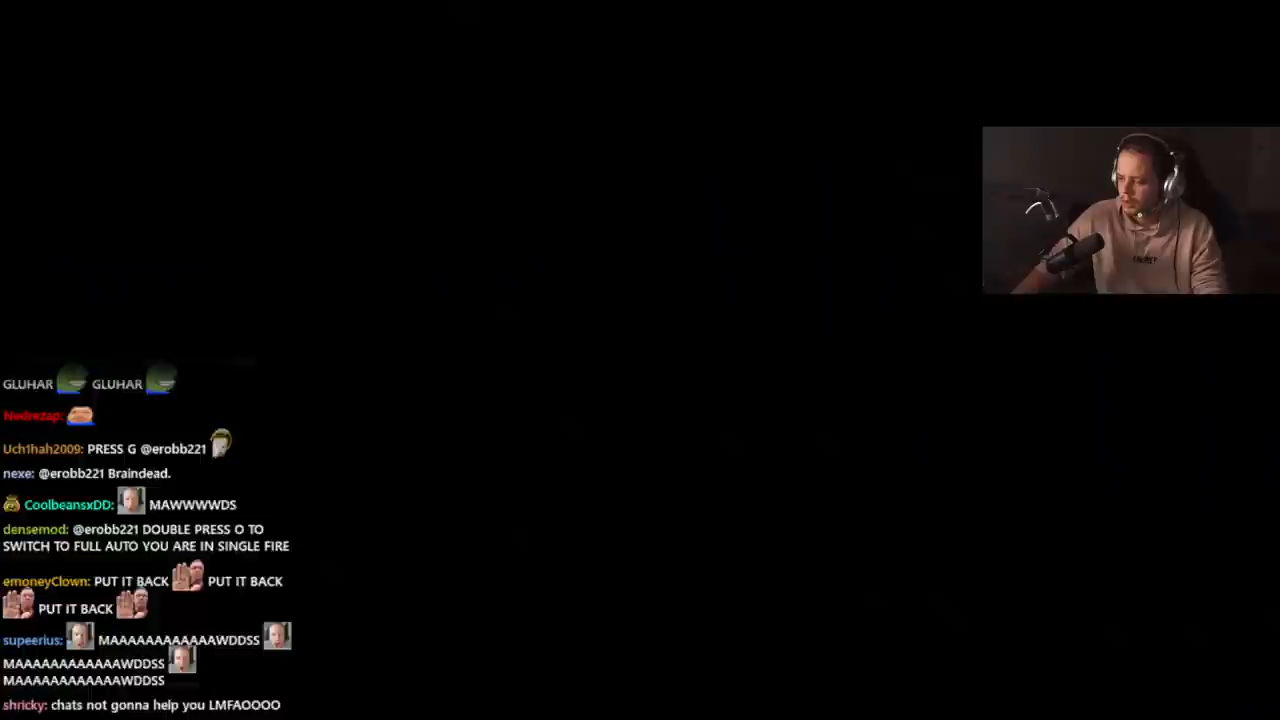 GLUHAR GLUHAR
Nedrezap:
Uch1hah2009: PRESS G @erobb221
nexe: @erobb221 Braindead.
CoolbeansxDD: MAWWWWDS
densemod: @erobb221 DOUBLE PRESS O TO
SWITCH TO FULL AUTO YOU ARE IN SINGLE FIRE
emoneyClown: PUT IT BACK PUT IT BACK
PUT IT BACK
supeerius: MAAAAAAAAAAAAWDDSS
MAAAAAAAAAAAAWDDSS
MAAAAAAAAAAAAWDDSS
shricky: chats not gonna help you LMFAOOOO